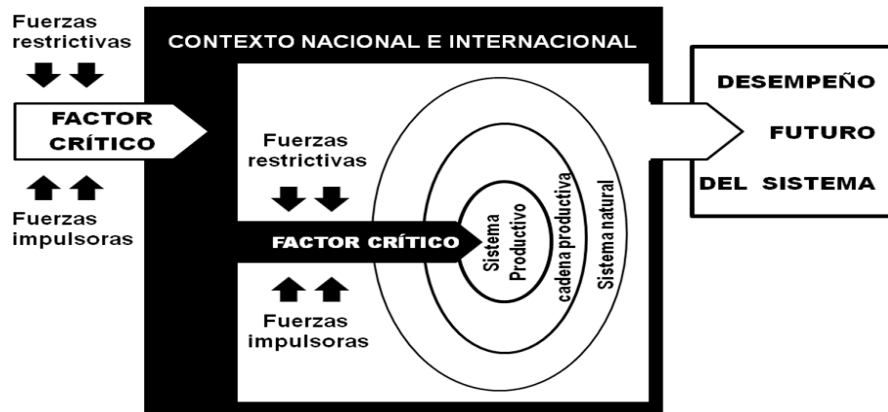 Fuerzas
restrictivas
FACTOR
CRÍTICO
Fuerzas
impulsoras
CONTEXTO NACIONAL E INTERNACIONAL
Fuerzas
restrictivas
FACTOR CRÍTICO
Fuerzas
impulsoras
Sistema
Productivo
cadena productiva
Sistema natural
DESEMPEÑO
FUTURO
DEL SISTEMA